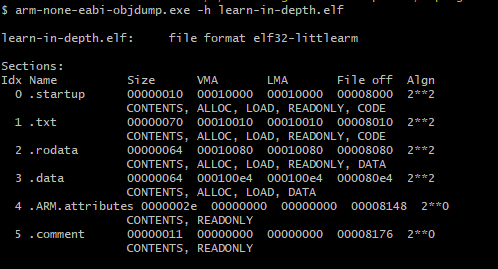 $ arm-none-eabi-objdump.exe -h learn-in-depth.elf
learn-in-depth.elf:     file format elf32-littlearm
Sections:
Idx Name          Size      VMA       LMA       File off  Algn
  0 .startup      00000010  00010000  00010000  00008000  2**2
                  CONTENTS, ALLOC, LOAD, READONLY, CODE
  1 .txt          00000070  00010010  00010010  00008010  2**2
                  CONTENTS, ALLOC, LOAD, READONLY, CODE
  2 .rodata       00000064  00010080  00010080  00008080  2**2
                  CONTENTS, ALLOC, LOAD, READONLY, DATA
  3 .data         00000064  000100e4  000100e4  000080e4  2**2
                  CONTENTS, ALLOC, LOAD, DATA
  4 .ARM.attributes 0000002e  00000000  00000000  00008148  2**0
                  CONTENTS, READONLY
  5 .comment      00000011  00000000  00000000  00008176  2**0
                  CONTENTS, READONLY